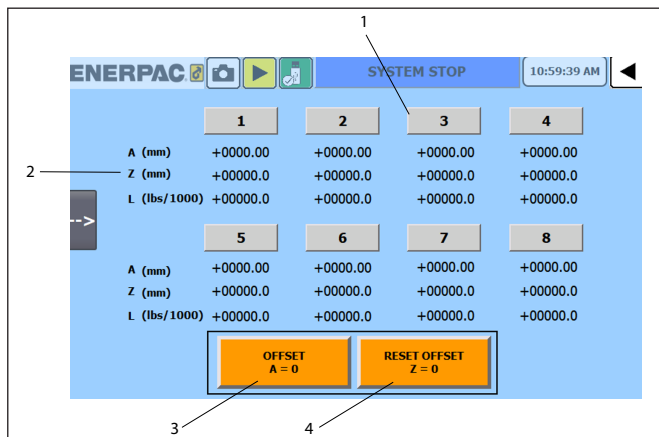 1
ENERPAC. SYSTEM STOP 10:59:39 AM
1 2 3 4
A (mm) +0000.00 +0000.00 +0000.00 +0000.00
2
Z (mm) +00000.0 +00000.0 +00000.0 +00000.0
L (lbs/1000) +00000.0 +00000.0 +00000.0 +00000.0
-->
5 6 7 8
A (mm) +0000.00 +0000.00 +0000.00 +0000.00
Z (mm) +00000.0 +00000.0 +00000.0 +00000.0
L (lbs/1000) +00000.0 +00000.0 +00000.0 +00000.0
OFFSET RESET OFFSET
A = 0 Z = 0
3 4